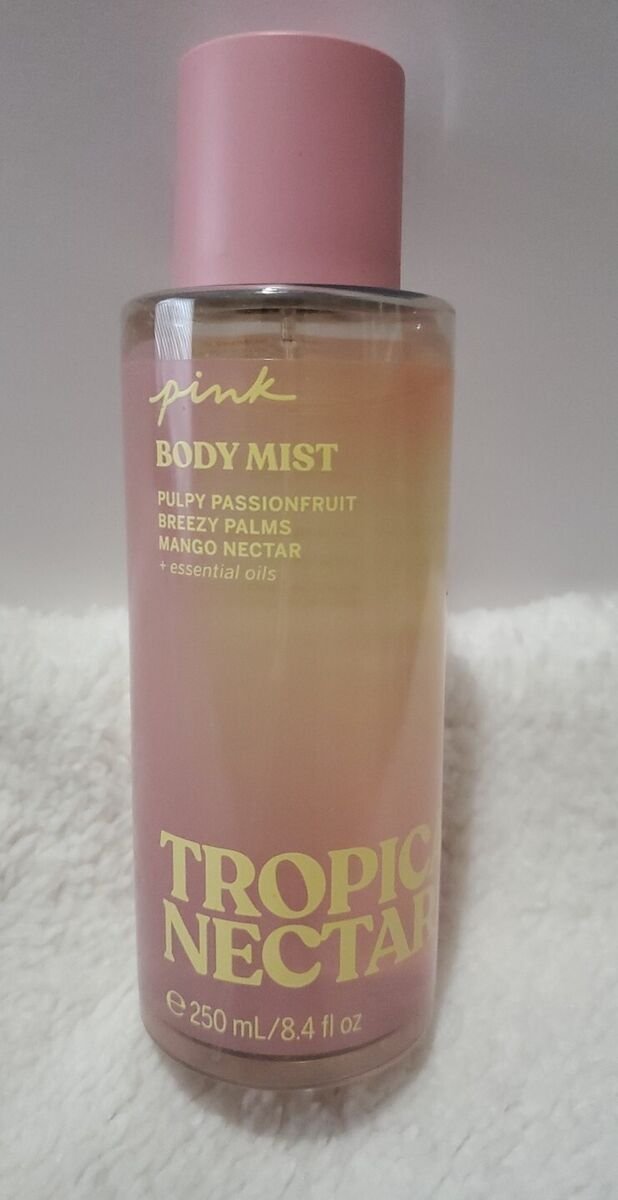 pink
BODY MIST
PULPY PASSIONFRUIT
BREEZY PALMS
MANGO NECTAR
+ essential oils
TROPIC
NECTAR
℮ 250 mL/8.4 fl oz